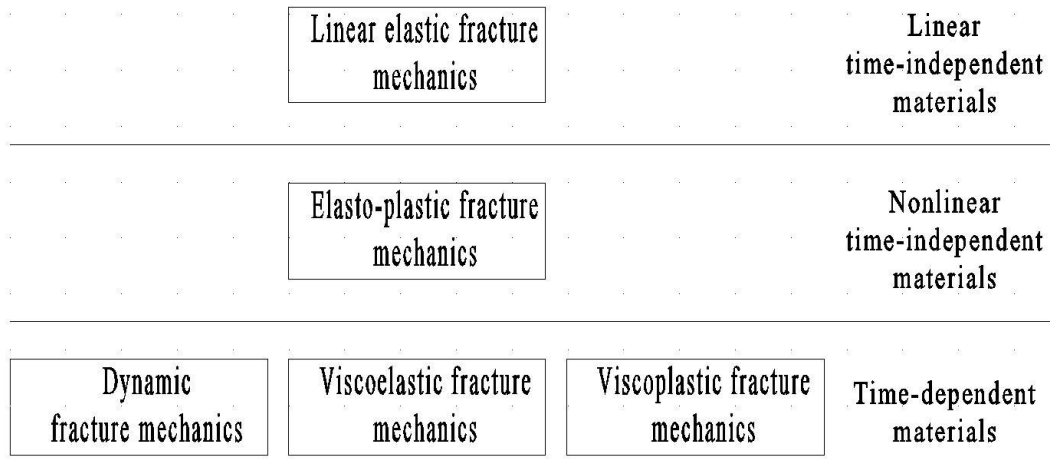 Linear elastic fracture
mechanics
Linear
time-independent
materials
Elasto-plastic fracture
mechanics
Nonlinear
time-independent
materials
Dynamic
fracture mechanics
Viscoelastic fracture
mechanics
Viscoplastic fracture
mechanics
Time-dependent
materials